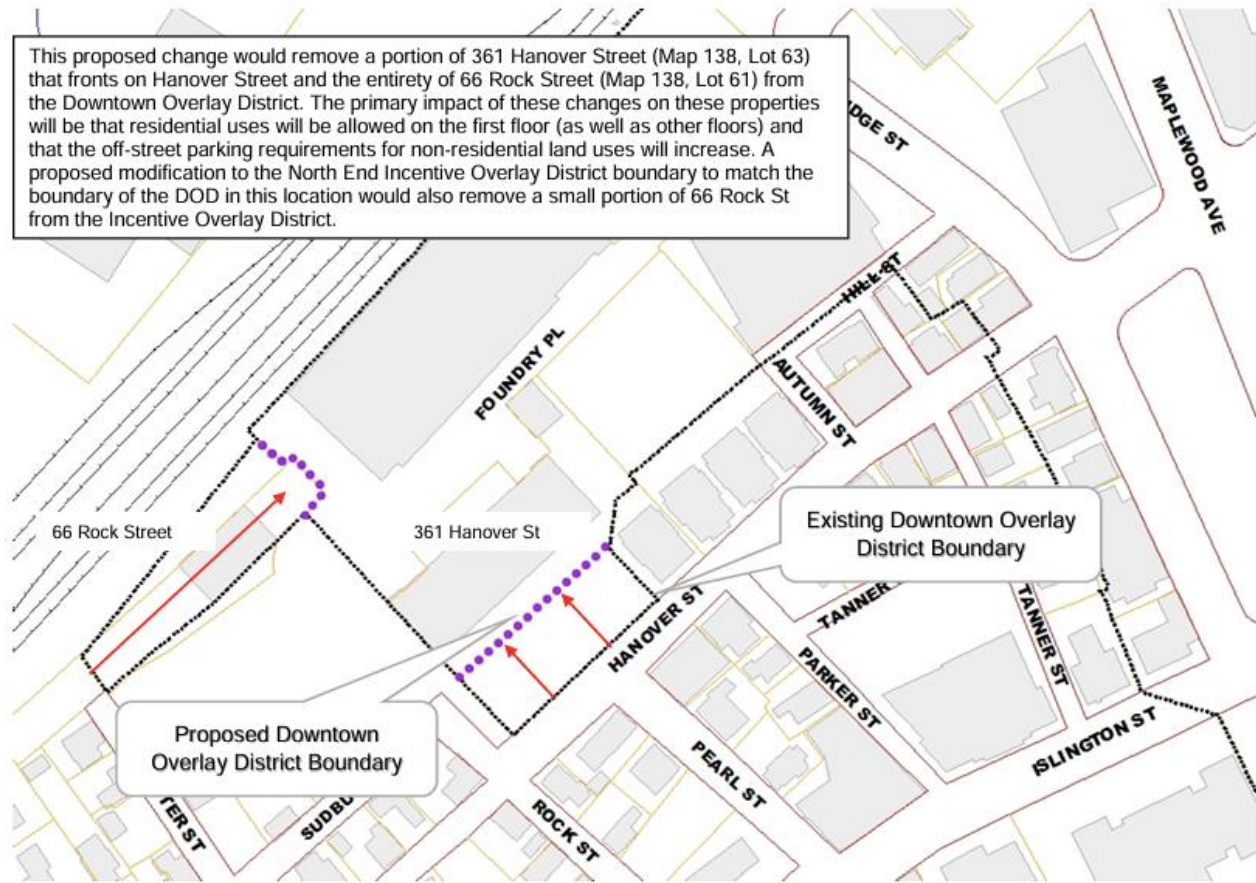 This proposed change would remove a portion of 361 Hanover Street (Map 138, Lot 63)
that fronts on Hanover Street and the entirety of 66 Rock Street (Map 138, Lot 61) from
the Downtown Overlay District. The primary impact of these changes on these properties
will be that residential uses will be allowed on the first floor (as well as other floors) and
that the off-street parking requirements for non-residential land uses will increase. A
proposed modification to the North End Incentive Overlay District boundary to match the
boundary of the DOD in this location would also remove a small portion of 66 Rock St
from the Incentive Overlay District.
DGE ST
MAPLEWOOD AVE
HILL ST
FOUNDRY PL
AUTUMN ST
66 Rock Street
361 Hanover St
Existing Downtown Overlay
District Boundary
HANOVER ST
TANNER
TANNER ST
PARKER ST
Proposed Downtown
Overlay District Boundary
PEARL ST
ISLINGTON ST
TER ST
SUDBU
ROCK ST